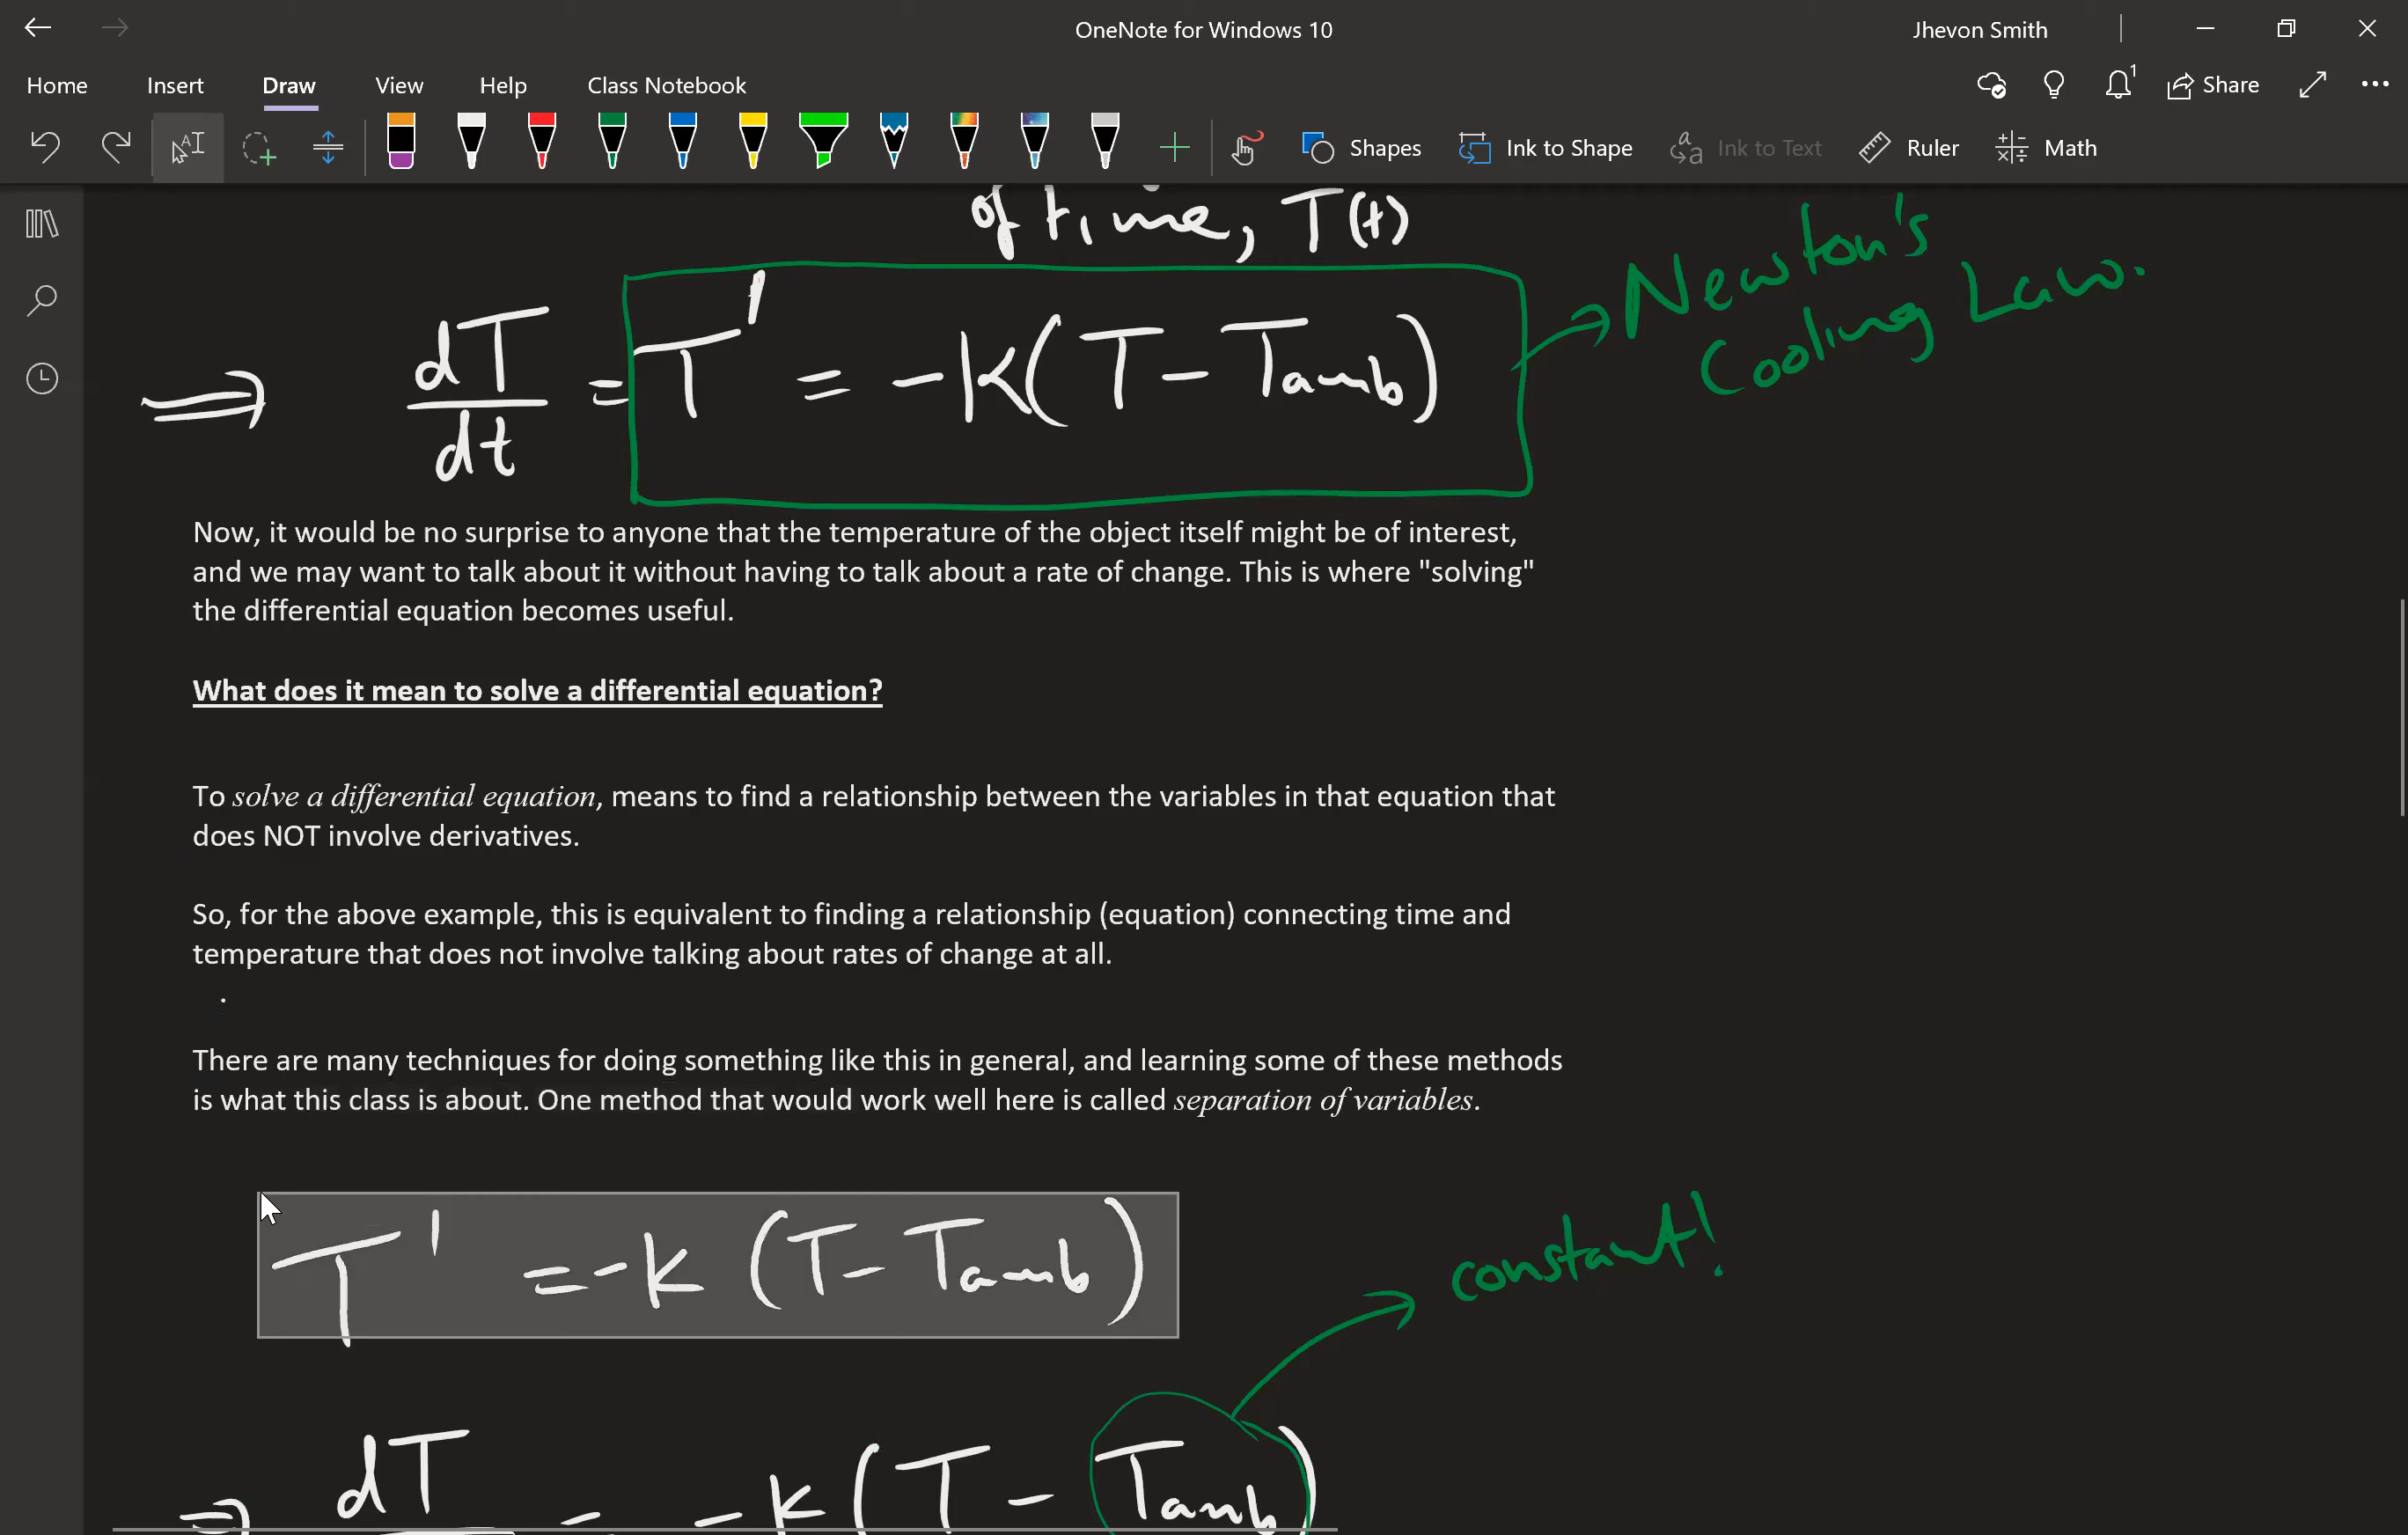 OneNote for Windows 10
Jhevon Smith
Home Insert Draw View Help Class Notebook
1
Share
Shapes Ink to Shape Ink to Text Ruler Math
of time, T(t)
Newton's
Cooling Law.
⟹ dT/dt = T' = -k(T - Tamb)
Now, it would be no surprise to anyone that the temperature of the object itself might be of interest,
and we may want to talk about it without having to talk about a rate of change. This is where "solving"
the differential equation becomes useful.
What does it mean to solve a differential equation?
To solve a differential equation, means to find a relationship between the variables in that equation that
does NOT involve derivatives.
So, for the above example, this is equivalent to finding a relationship (equation) connecting time and
temperature that does not involve talking about rates of change at all.
.
There are many techniques for doing something like this in general, and learning some of these methods
is what this class is about. One method that would work well here is called separation of variables.
T' = -k (T - Tamb)
constant!
⇒ dT = -k (T - Tamb)